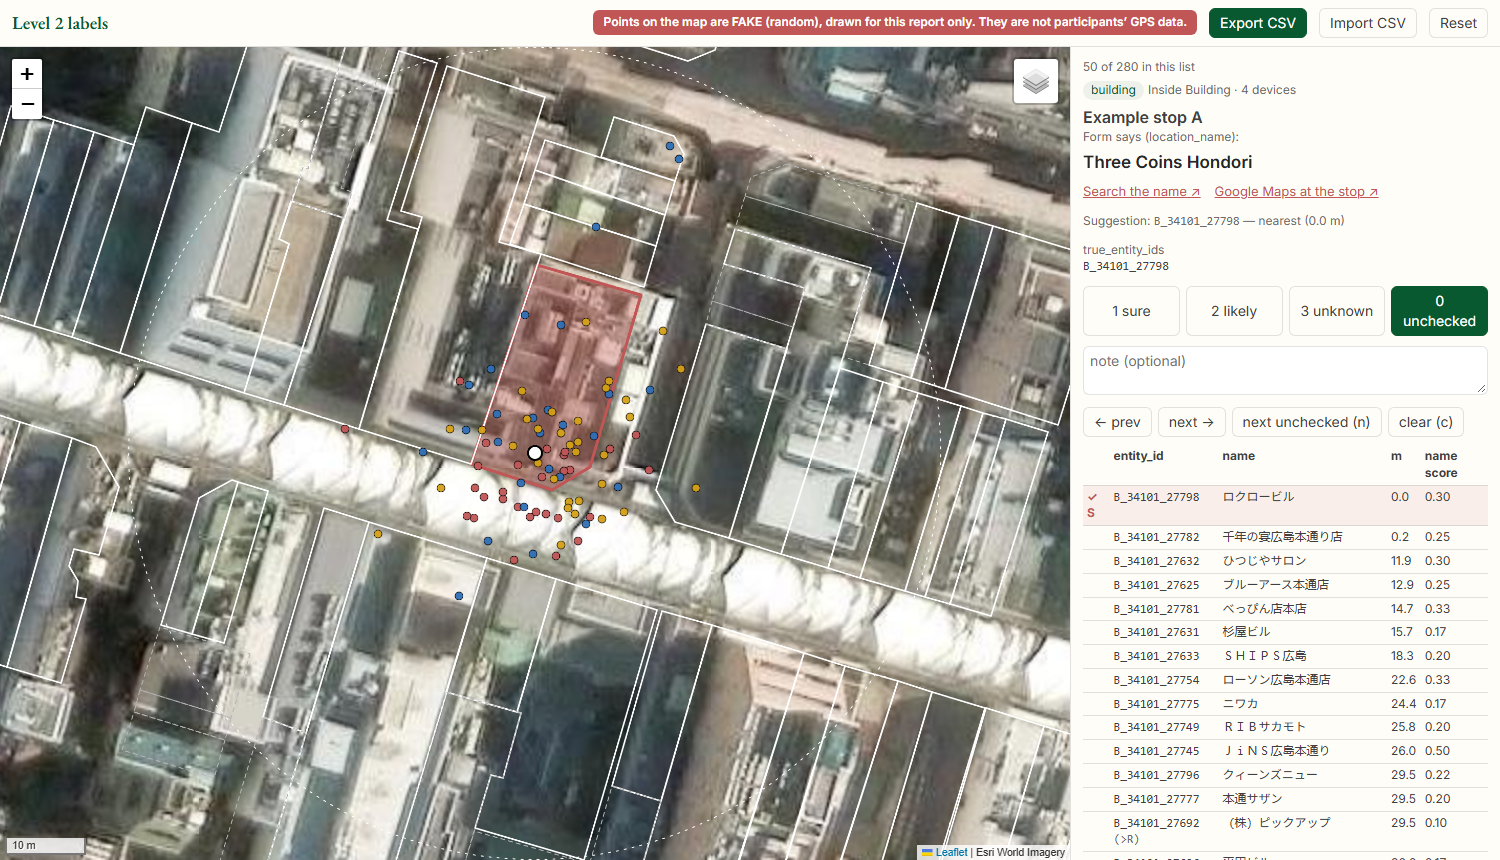 Level 2 labels
Points on the map are FAKE (random), drawn for this report only. They are not participants’ GPS data.
Export CSV
Import CSV
Reset
+
−
50 of 280 in this list
building Inside Building · 4 devices
Example stop A
Form says (location_name):
Three Coins Hondori
Search the name ↗ Google Maps at the stop ↗
Suggestion: B_34101_27798 — nearest (0.0 m)
true_entity_ids
B_34101_27798
1 sure
2 likely
3 unknown
0 unchecked
note (optional)
← prev
next →
next unchecked (n)
clear (c)
entity_id name m name score
✓ S B_34101_27798 ロクロービル 0.0 0.30
B_34101_27782 千年の宴広島本通り店 0.2 0.25
B_34101_27632 ひつじやサロン 11.9 0.30
B_34101_27625 ブルーアース本通店 12.9 0.25
B_34101_27781 べっぴん店本店 14.7 0.33
B_34101_27631 杉屋ビル 15.7 0.17
B_34101_27633 ＳＨＩＰＳ広島 18.3 0.20
B_34101_27754 ローソン広島本通店 22.6 0.33
B_34101_27775 ニワカ 24.4 0.17
B_34101_27749 ＲＩＢサカモト 25.8 0.20
B_34101_27745 ＪｉＮＳ広島本通り 26.0 0.50
B_34101_27796 クィーンズニュー 29.5 0.22
B_34101_27777 本通サザン 29.5 0.20
B_34101_27692 (>R) （株）ピックアップ 29.5 0.10
10 m
Leaflet | Esri World Imagery